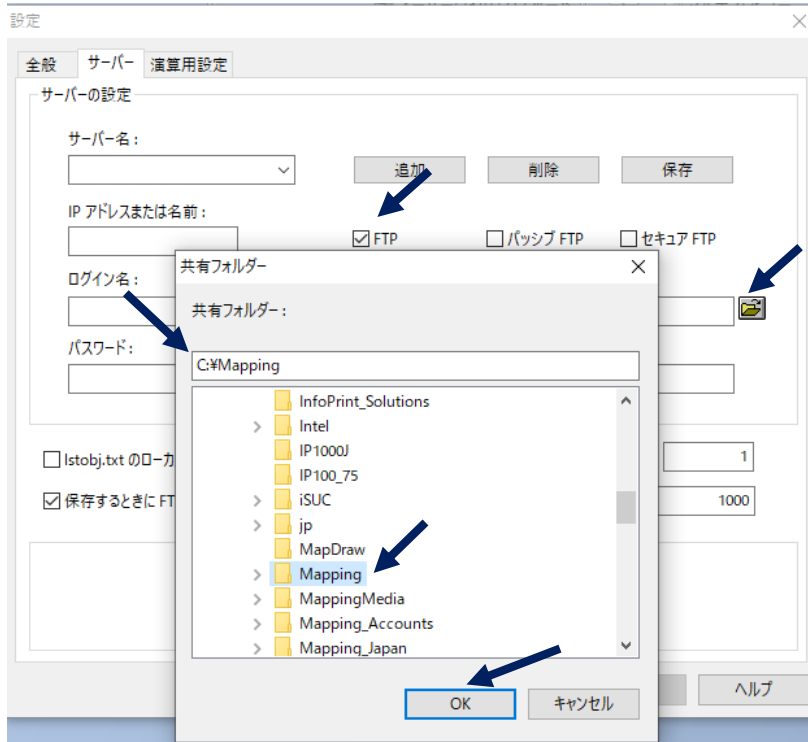 設定
全般 サーバー 演算用設定
サーバーの設定
サーバー名：
追加 削除 保存
IP アドレスまたは名前：
FTP パッシブ FTP セキュア FTP
共有フォルダー
ログイン名：
共有フォルダー：
パスワード：
C:¥Mapping
InfoPrint_Solutions
Intel
IP1000J
IP100_75
iSUC
jp
MapDraw
Mapping
MappingMedia
Mapping_Accounts
Mapping_Japan
lstobj.txt のローカ
1
保存するときに FT
1000
OK キャンセル
ヘルプ